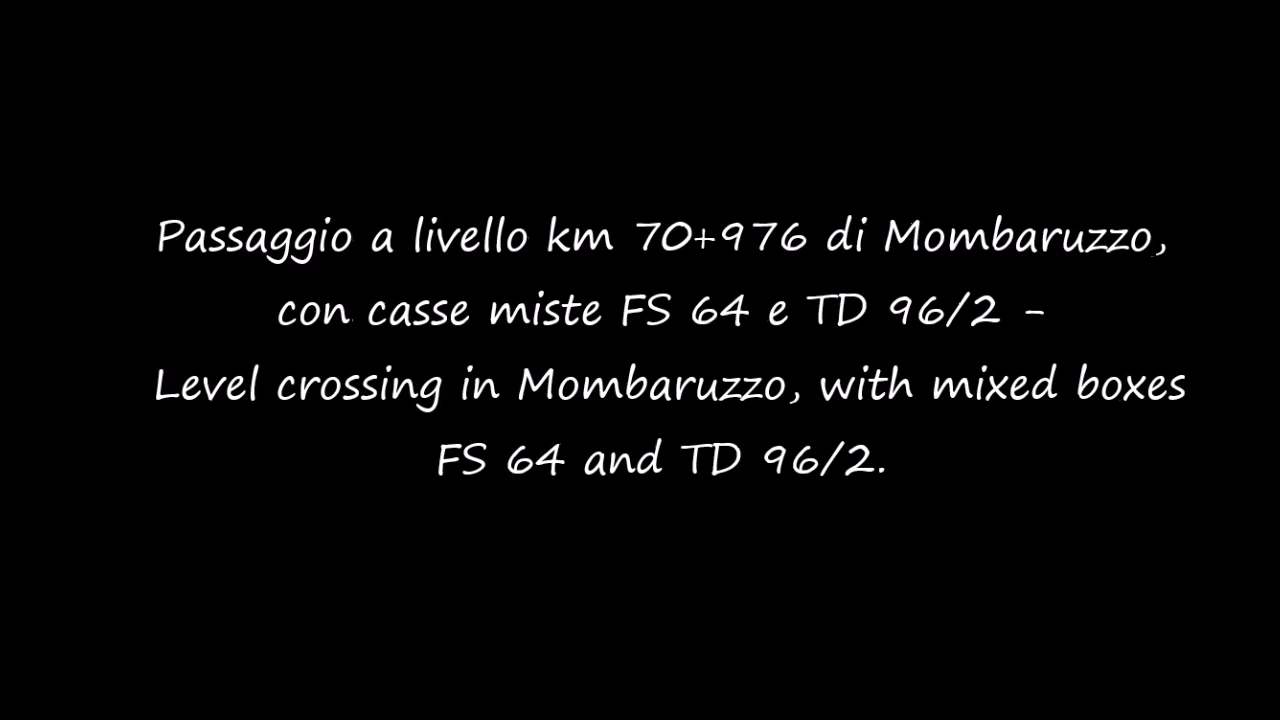 Passaggio a livello km 70+976 di Mombaruzzo,
con casse miste FS 64 e TD 96/2 -
Level crossing in Mombaruzzo, with mixed boxes
FS 64 and TD 96/2.